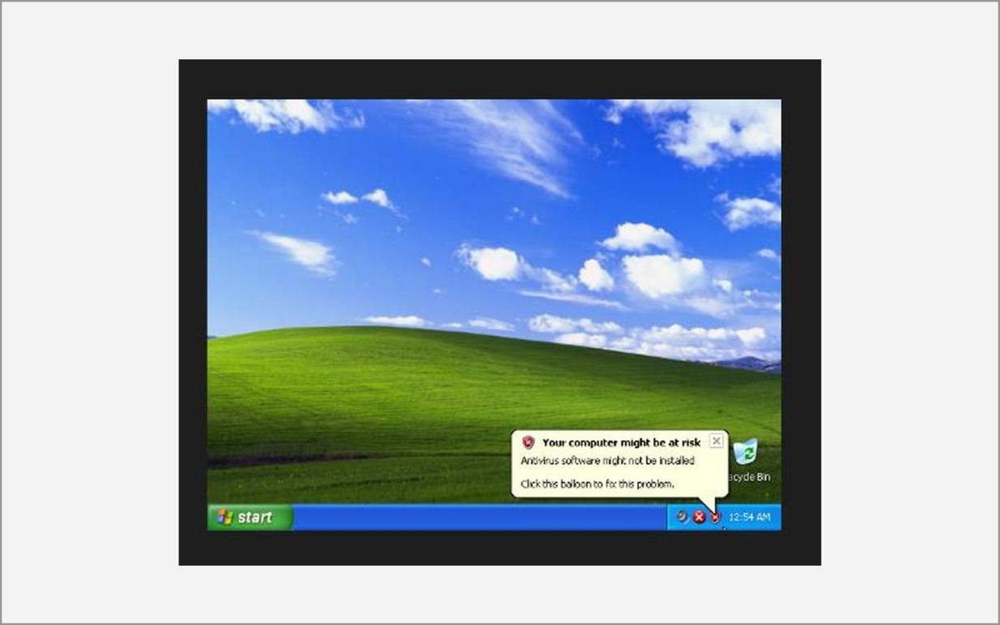 Your computer might be at risk
Antivirus software might not be installed
Click this balloon to fix this problem.
ecycle Bin
start
12:54 AM